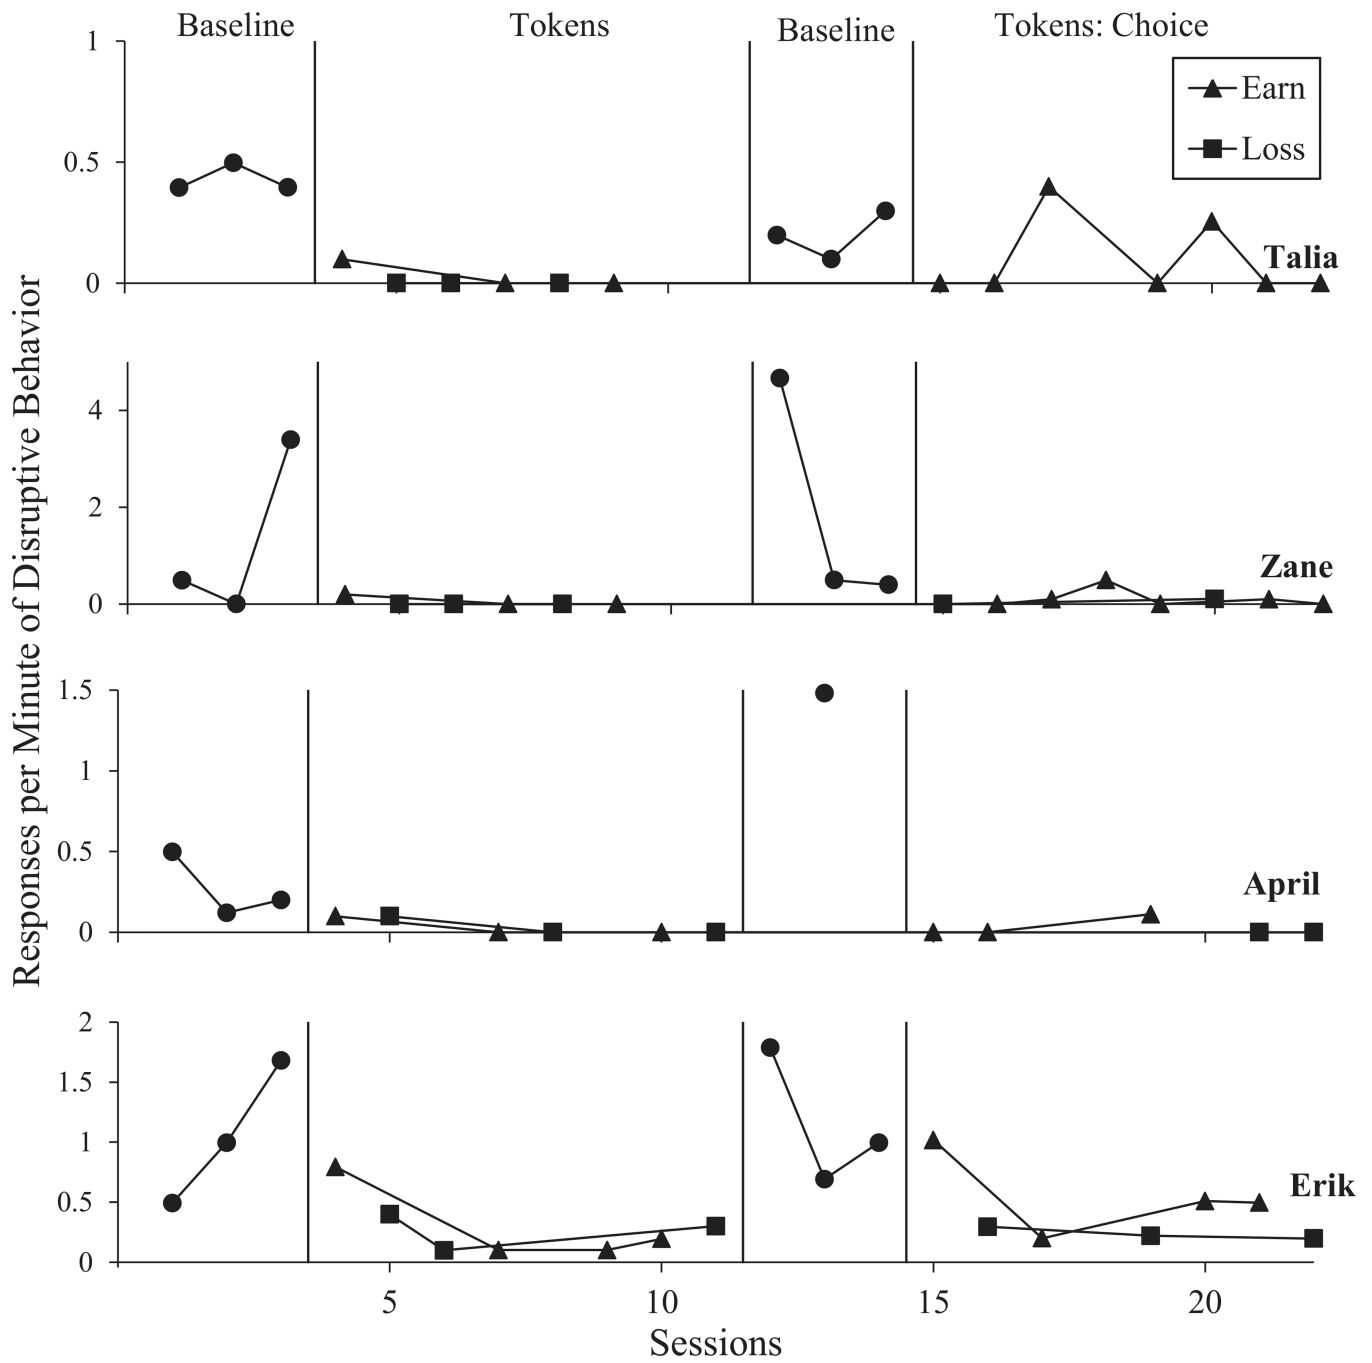 Baseline Tokens Baseline Tokens: Choice
1
Earn
0.5
Loss
Talia
0
4
2
Zane
0
1.5
1
0.5
April
0
2
1.5
1
Erik
0.5
0
5 10 15 20
Sessions
Responses per Minute of Disruptive Behavior